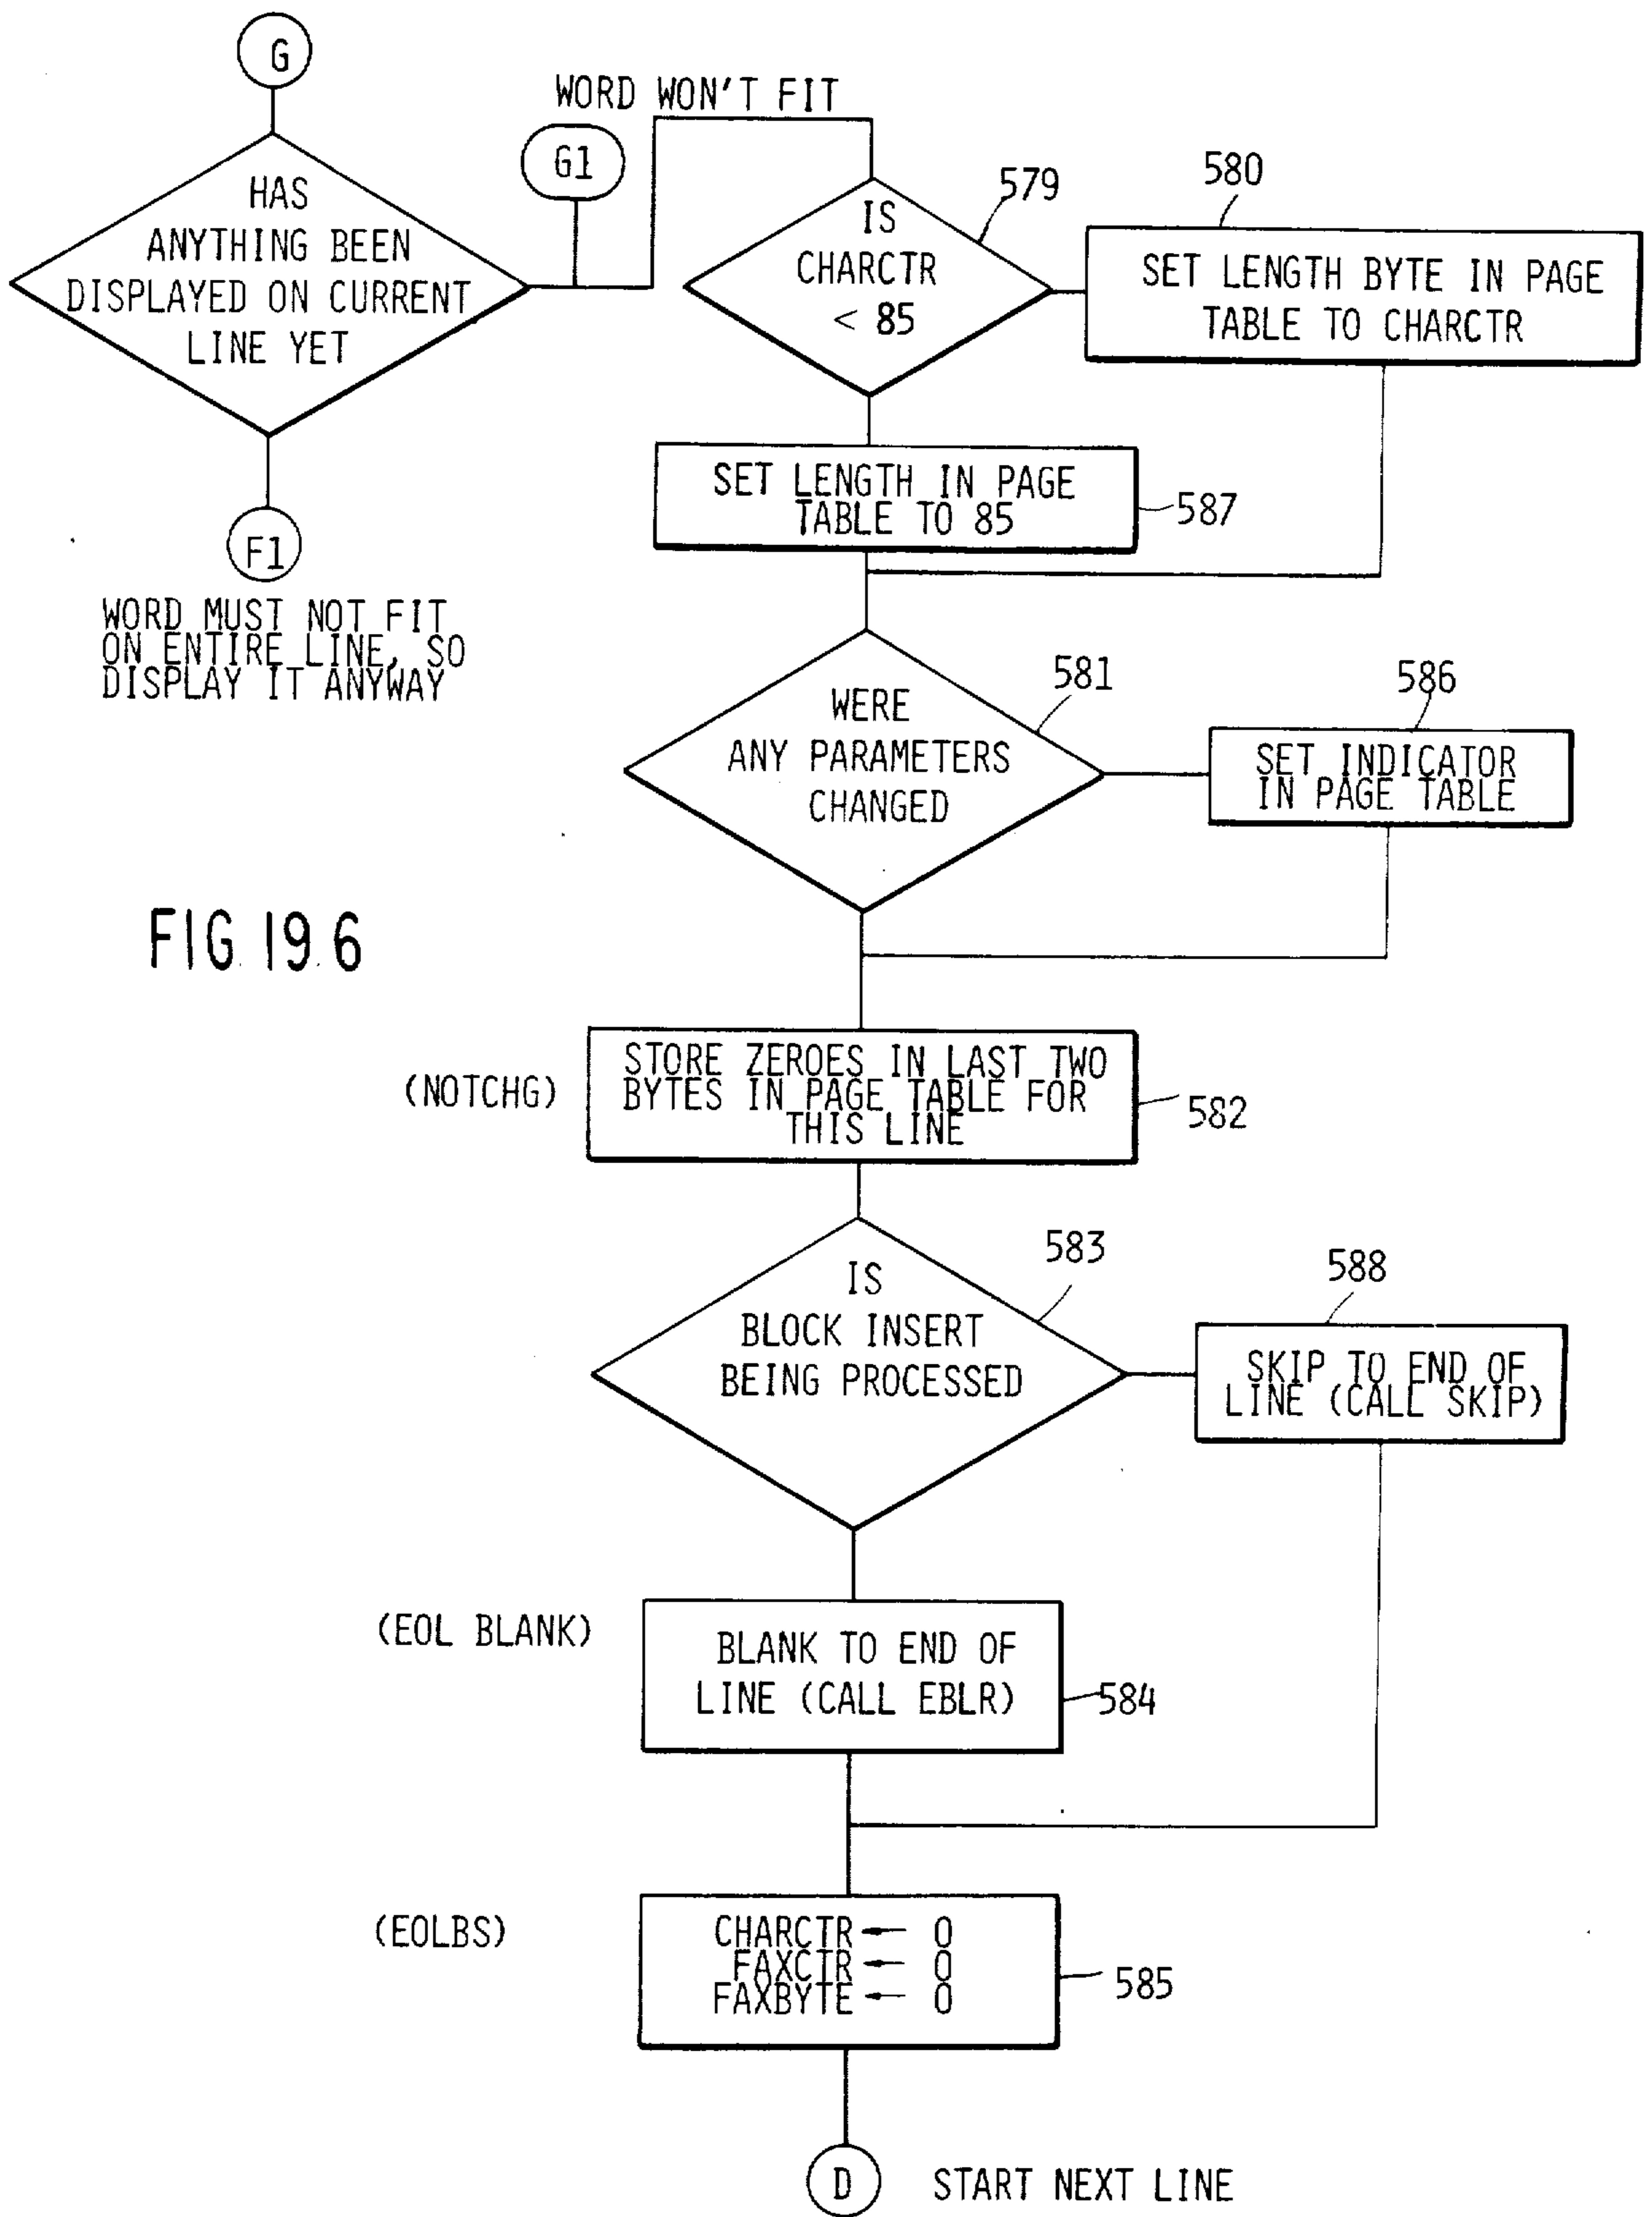 G
HAS
ANYTHING BEEN
DISPLAYED ON CURRENT
LINE YET
F1
WORD MUST NOT FIT
ON ENTIRE LINE, SO
DISPLAY IT ANYWAY
G1
WORD WON'T FIT
IS
CHARCTR
< 85
579
580
SET LENGTH BYTE IN PAGE
TABLE TO CHARCTR
SET LENGTH IN PAGE
TABLE TO 85
587
WERE
ANY PARAMETERS
CHANGED
581
586
SET INDICATOR
IN PAGE TABLE
FIG. 19.6
(NOTCHG)
STORE ZEROES IN LAST TWO
BYTES IN PAGE TABLE FOR
THIS LINE
582
IS
BLOCK INSERT
BEING PROCESSED
583
588
SKIP TO END OF
LINE (CALL SKIP)
(EOL BLANK)
BLANK TO END OF
LINE (CALL EBLR)
584
(EOLBS)
CHARCTR ← 0
FAXCTR ← 0
FAXBYTE ← 0
585
D
START NEXT LINE